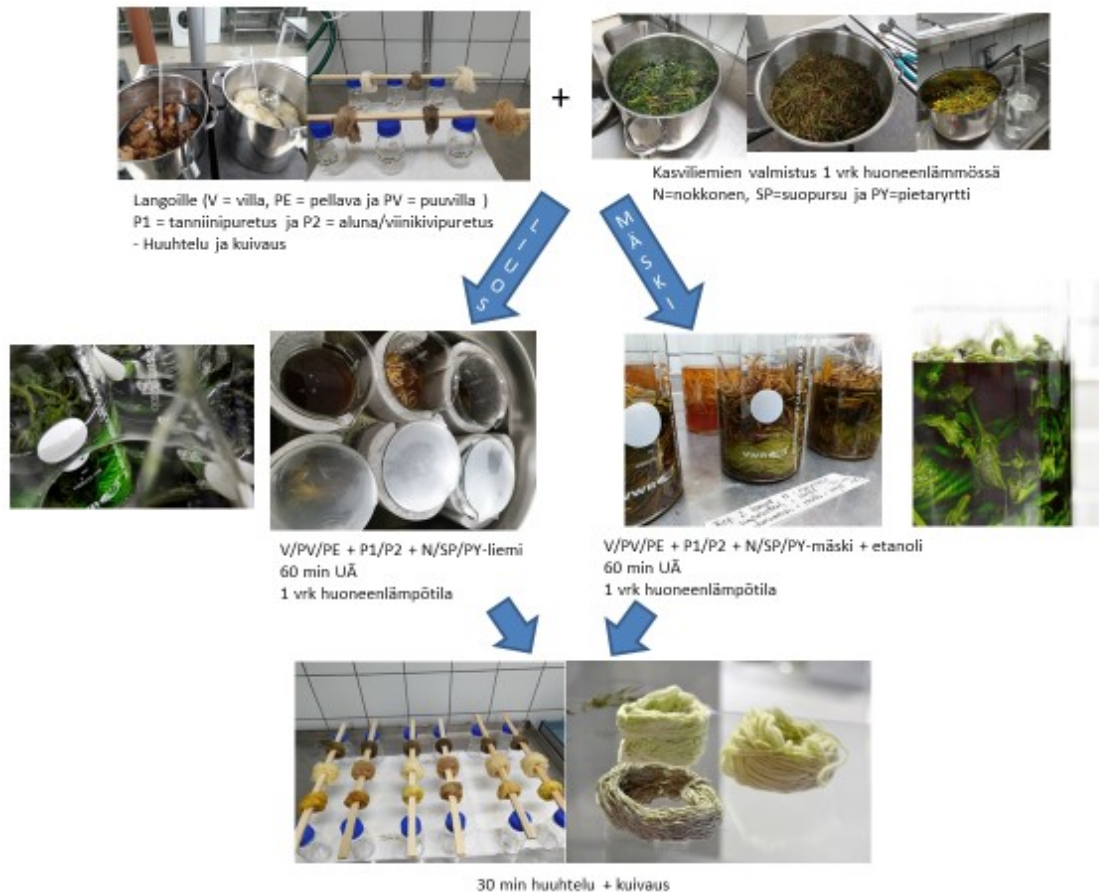 +
Langoille (V = villa, PE = pellava ja PV = puuvilla )
P1 = tanniinipuretus ja P2 = aluna/viinikivipuretus
- Huuhtelu ja kuivaus
Kasviliemien valmistus 1 vrk huoneenlämmössä
N=nokkonen, SP=suopursu ja PY=pietaryrtti
LIUOS
MÄSKI
VWR
VWR
V/PV/PE + P1/P2 + N/SP/PY-liemi
60 min UÄ
1 vrk huoneenlämpötila
V/PV/PE + P1/P2 + N/SP/PY-mäski + etanoli
60 min UÄ
1 vrk huoneenlämpötila
30 min huuhtelu + kuivaus